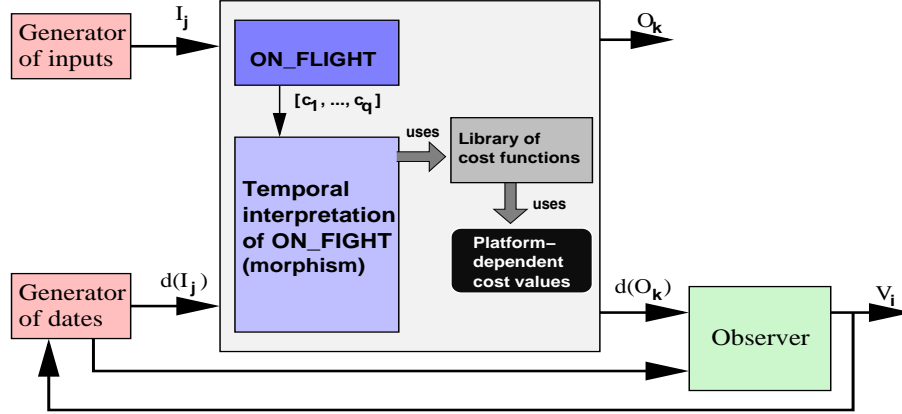 Generator
of inputs
I_j
O_k
ON_FLIGHT
[c_1, ..., c_q]
uses
Library of
cost functions
Temporal
interpretation
of ON_FIGHT
(morphism)
uses
Platform-
dependent
cost values
Generator
of dates
d(I_j)
d(O_k)
V_i
Observer